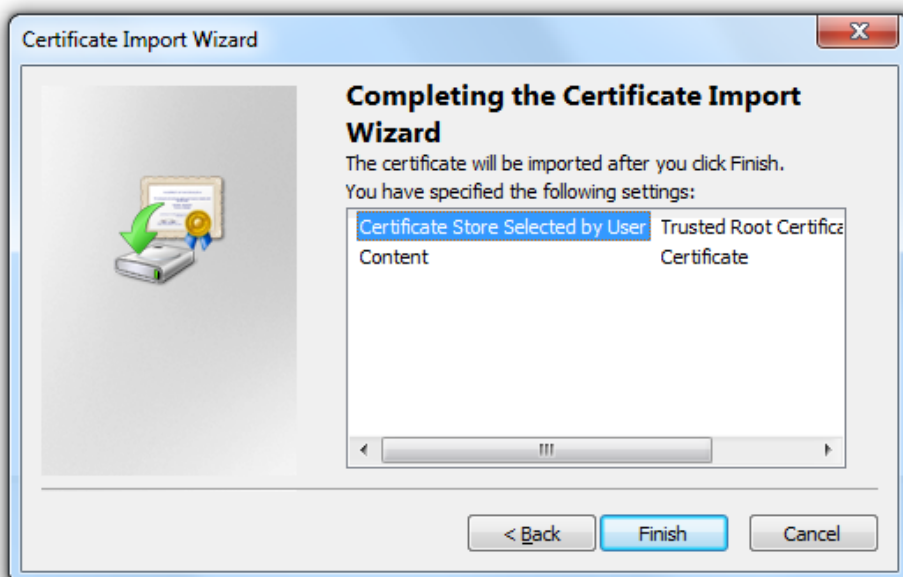 Certificate Import Wizard
Completing the Certificate Import
Wizard
The certificate will be imported after you click Finish.
You have specified the following settings:
Certificate Store Selected by User Trusted Root Certifica
Content Certificate
< Back Finish Cancel